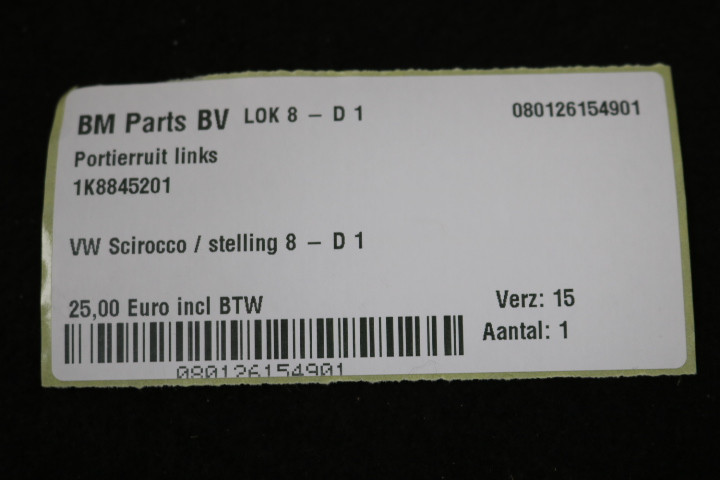 BM Parts BV LOK 8 – D 1 080126154901
Portierruit links
1K8845201
VW Scirocco / stelling 8 – D 1
25,00 Euro incl BTW Verz: 15
Aantal: 1
080126154901